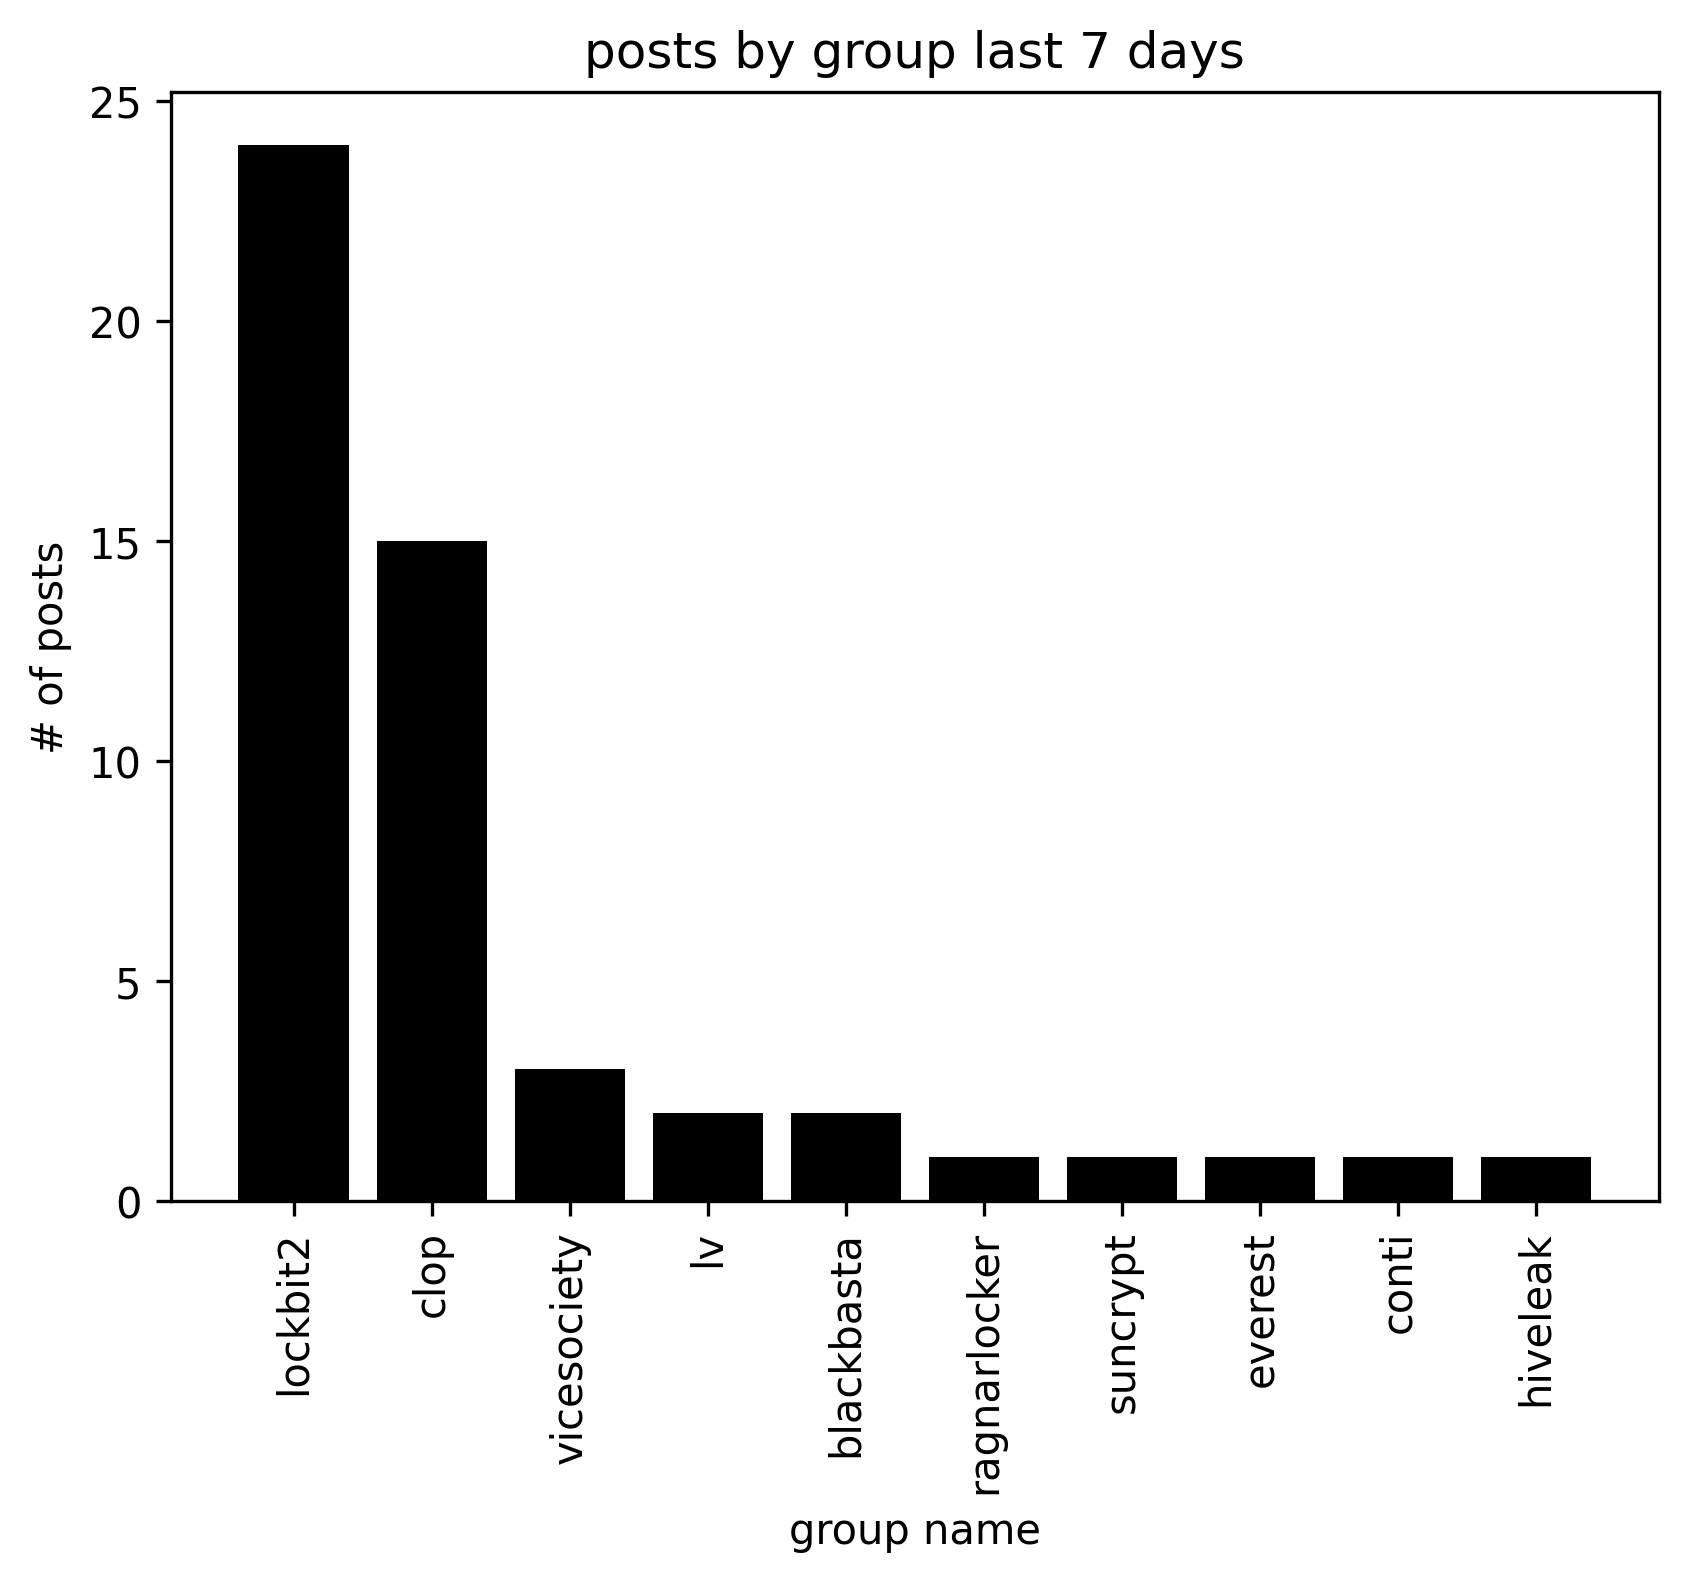 posts by group last 7 days
25
20
15
10
5
0
# of posts
lockbit2
clop
vicesociety
lv
blackbasta
ragnarlocker
suncrypt
everest
conti
hiveleak
group name